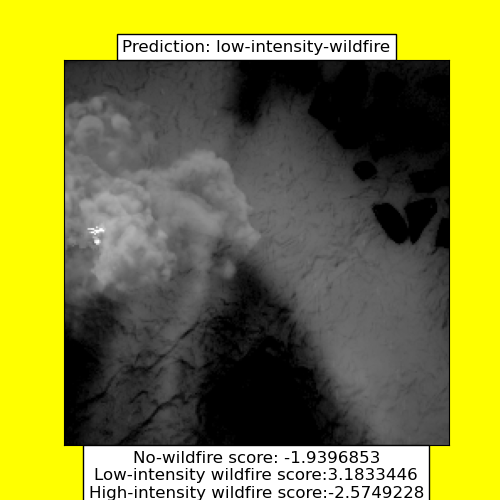 Prediction: low-intensity-wildfire
No-wildfire score: -1.9396853
Low-intensity wildfire score:3.1833446
High-intensity wildfire score:-2.5749228